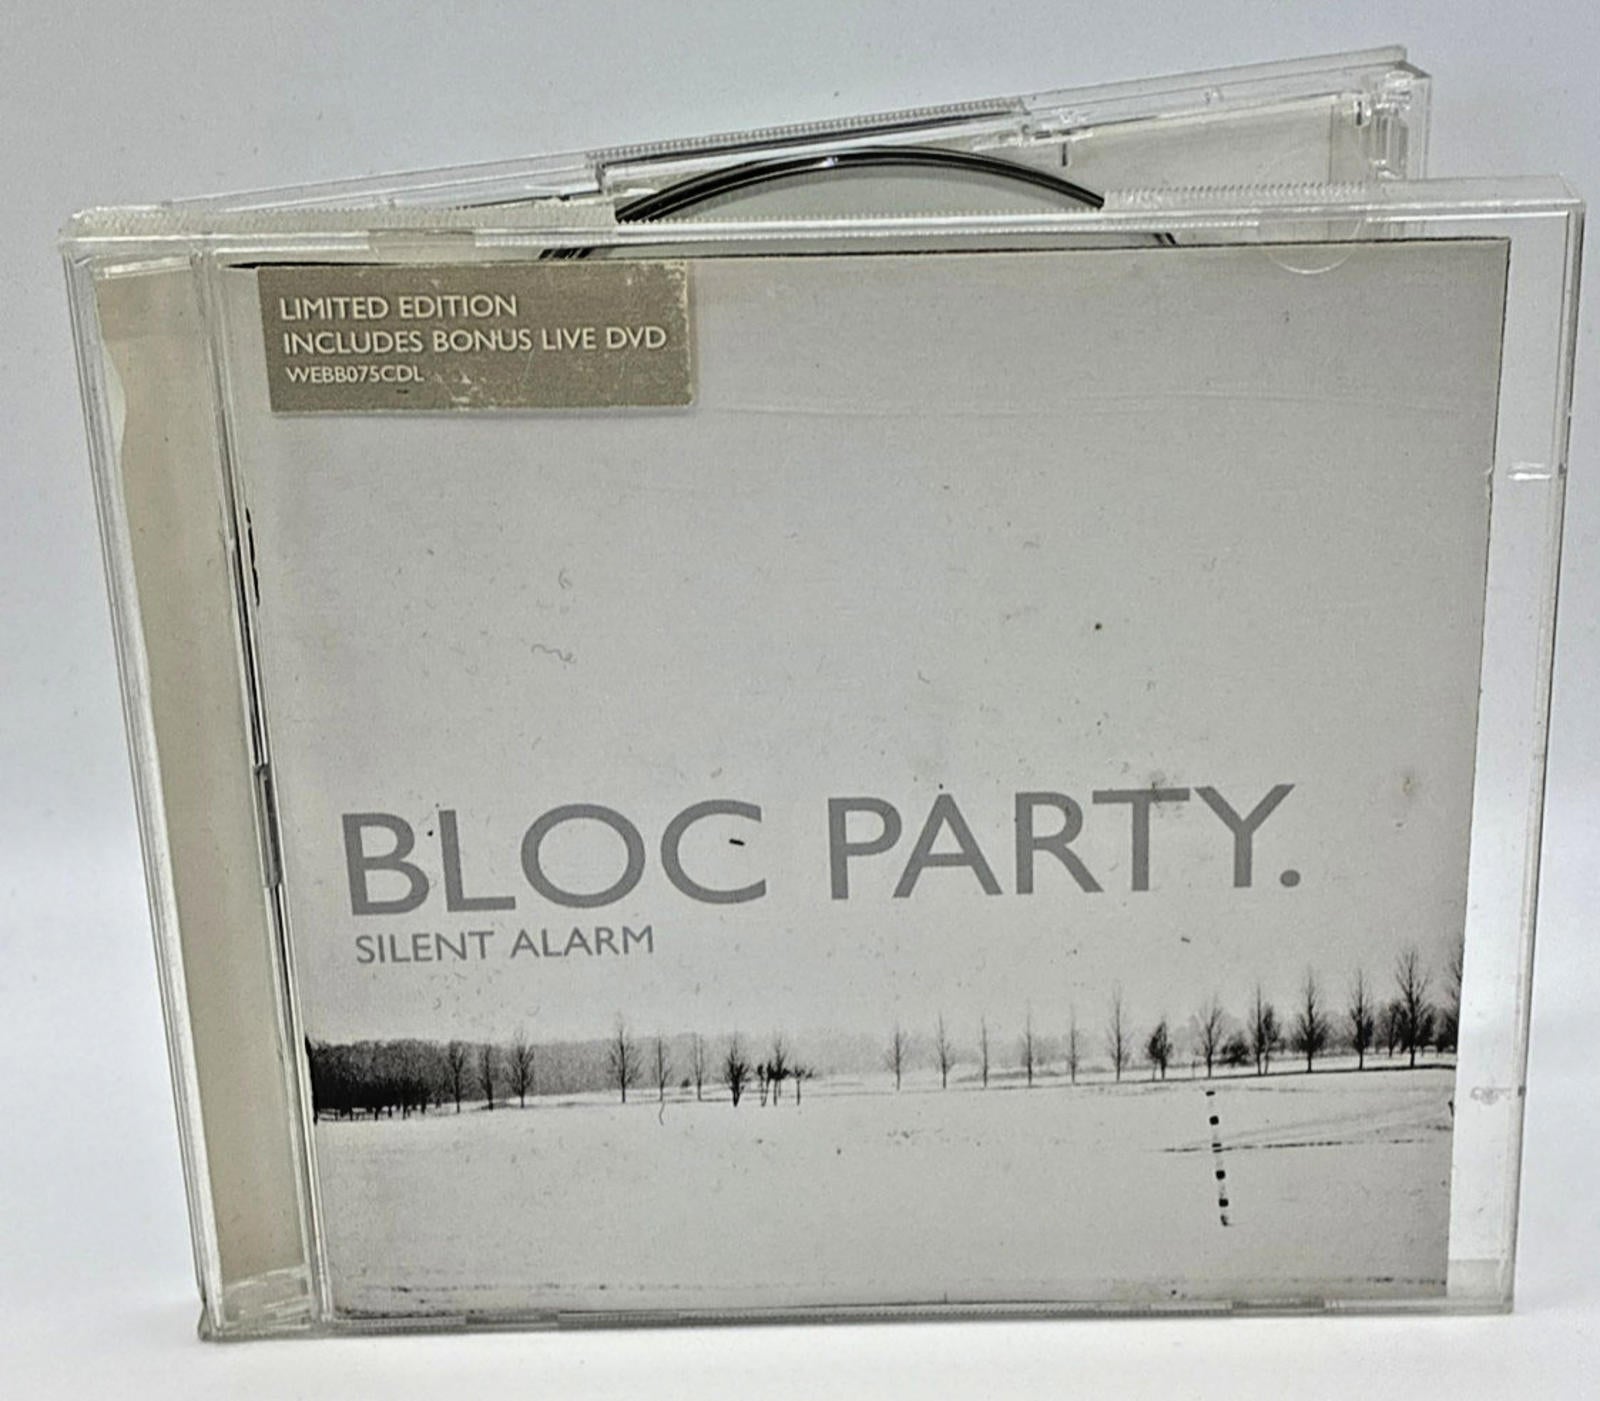 LIMITED EDITION
INCLUDES BONUS LIVE DVD
WEBB075CDL
BLOC PARTY.
SILENT ALARM